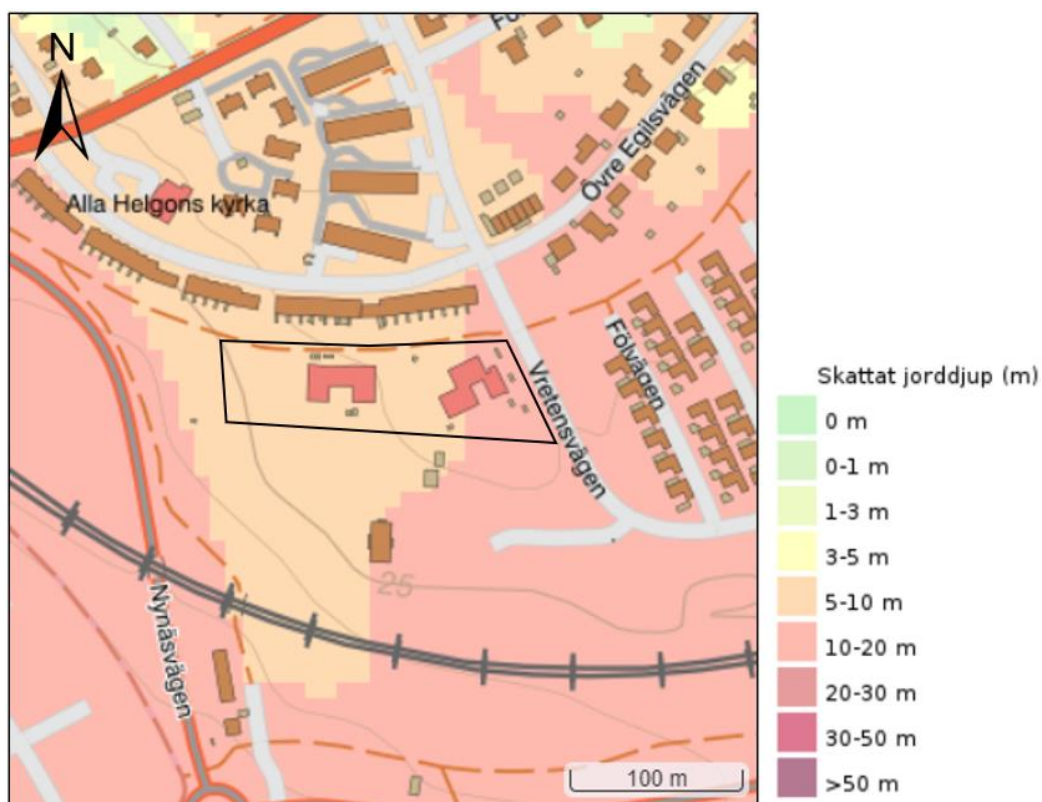 N
Föl
Övre Egilsvägen
Alla Helgons kyrka
Fölvägen
Vretensvägen
25
Nynäsvägen
100 m
Skattat jorddjup (m)
0 m
0-1 m
1-3 m
3-5 m
5-10 m
10-20 m
20-30 m
30-50 m
>50 m